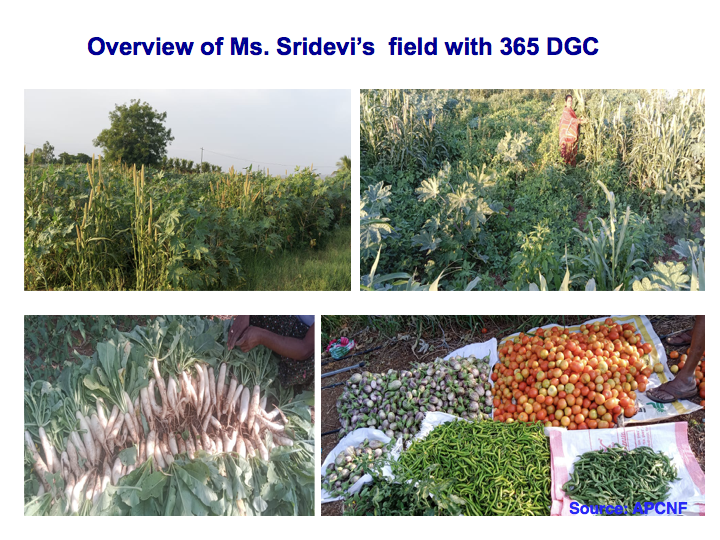 Overview of Ms. Sridevi’s  field with 365 DGC
Source: APCNF